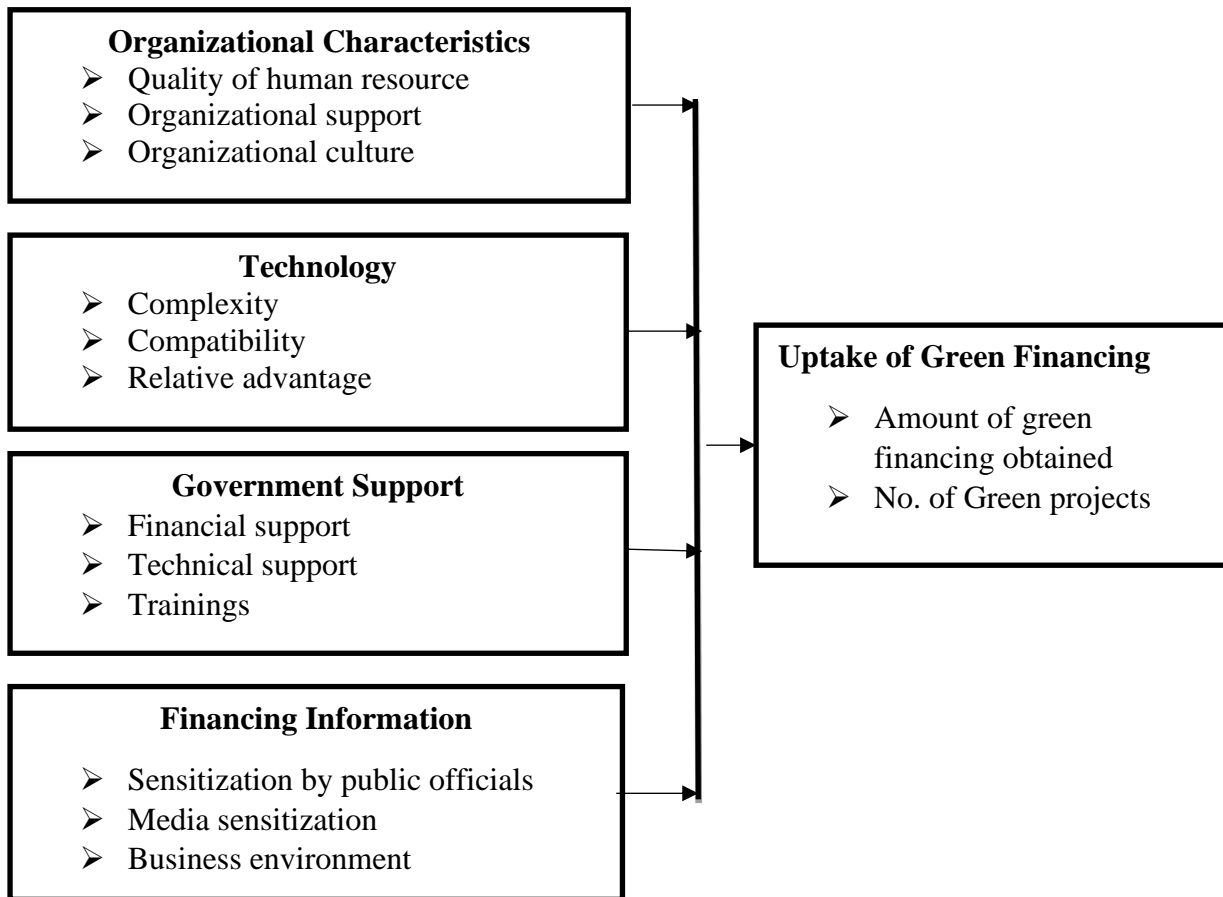 Organizational Characteristics
➢ Quality of human resource
➢ Organizational support
➢ Organizational culture
Technology
➢ Complexity
➢ Compatibility
➢ Relative advantage
Government Support
➢ Financial support
➢ Technical support
➢ Trainings
Financing Information
➢ Sensitization by public officials
➢ Media sensitization
➢ Business environment
Uptake of Green Financing
➢ Amount of green
financing obtained
➢ No. of Green projects